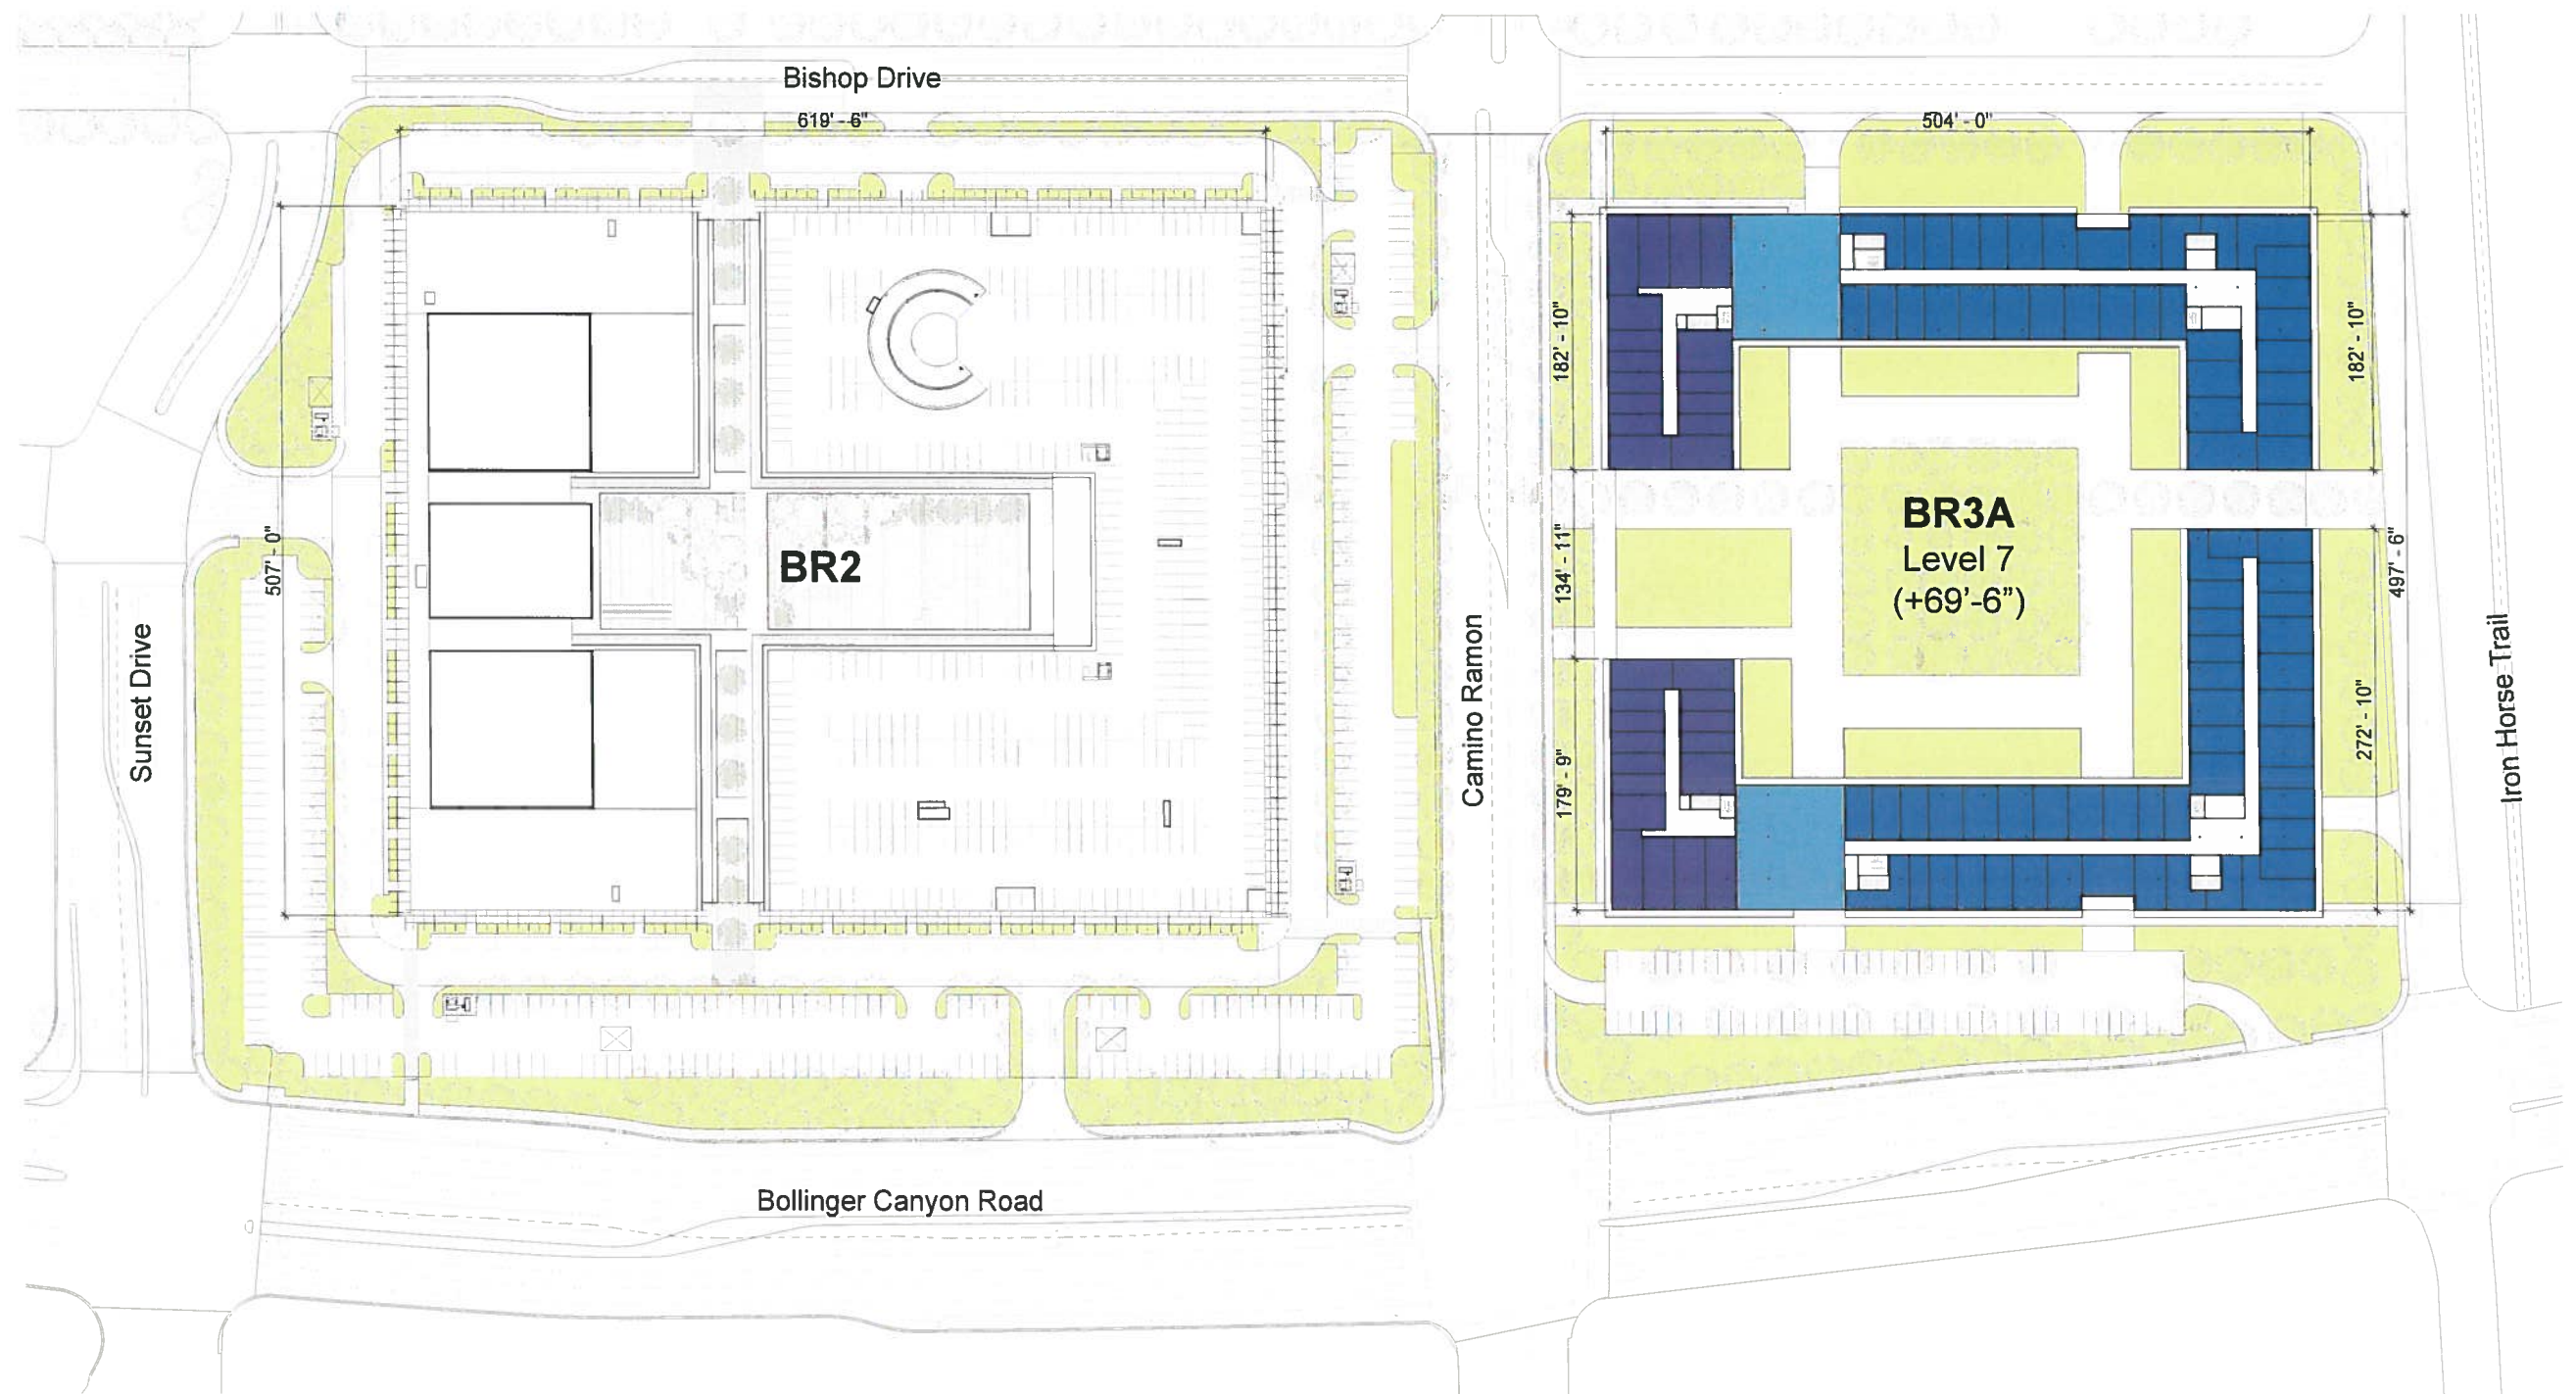 Bishop Drive
619' - 6"
504' - 0"
182' - 10"
182' - 10"
BR3A
Level 7
(+69'-6”)
134' - 11"
497' - 6"
507' - 0"
BR2
Sunset Drive
Camino Ramon
Iron Horse Trail
179' - 9"
272' - 10"
Bollinger Canyon Road